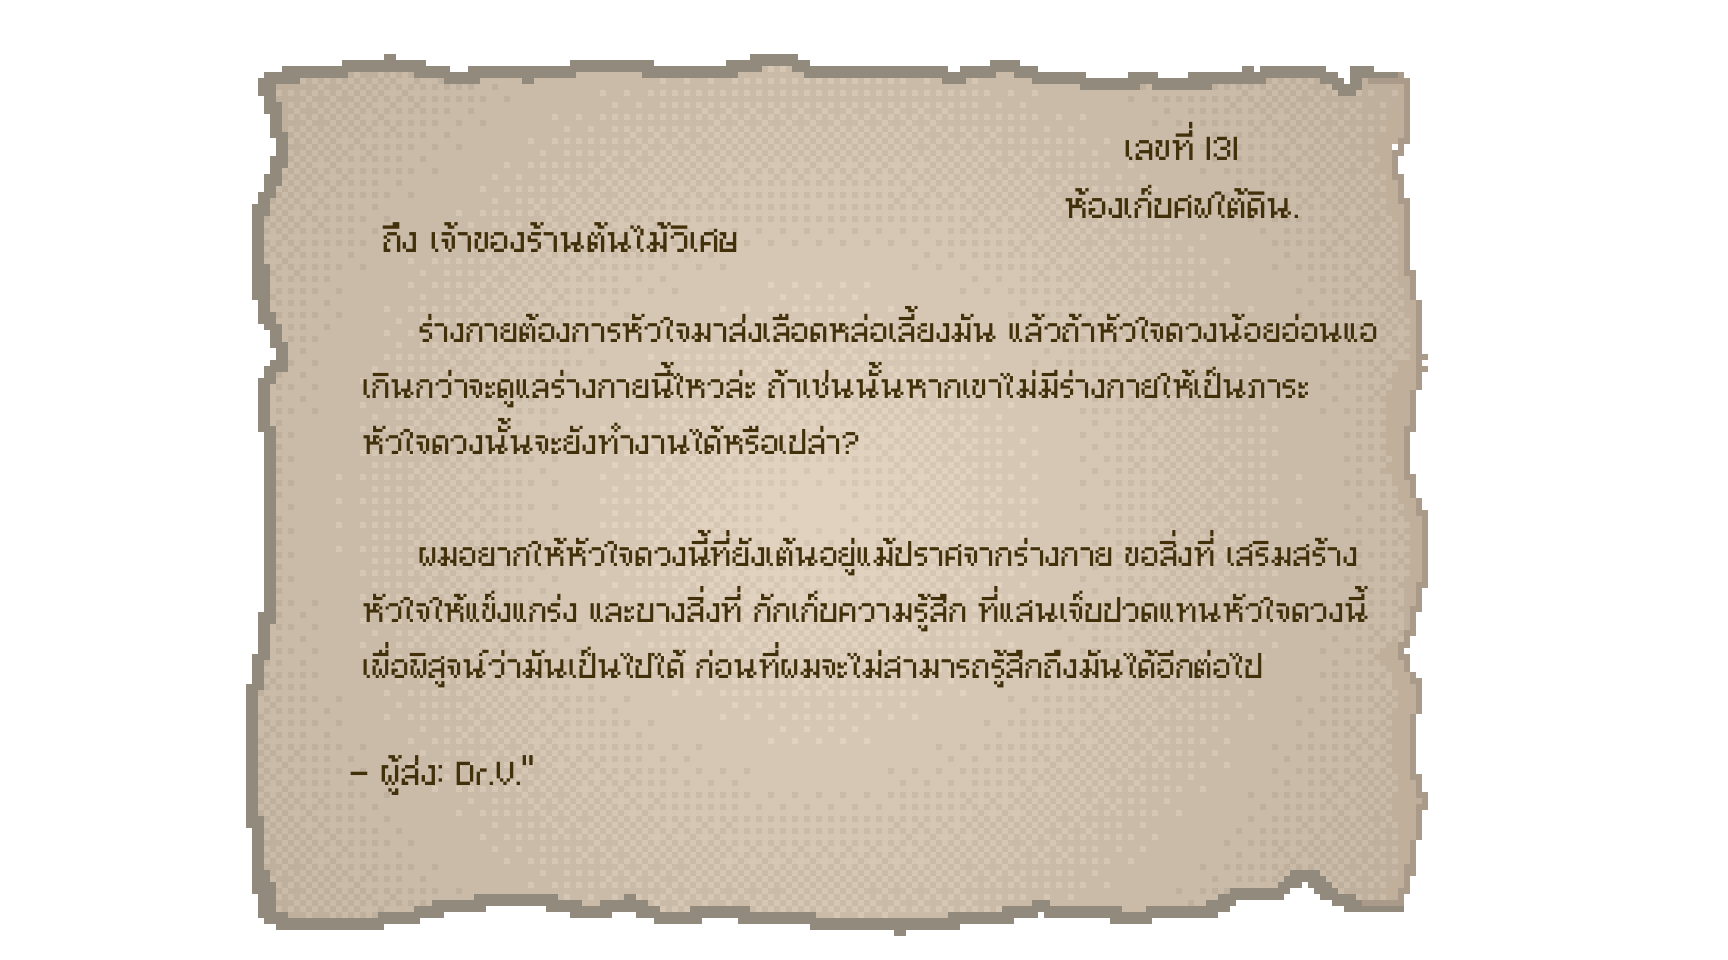 เลขที่ 131
ห้องเก็บศพใต้ดิน.
ถึง เจ้าของร้านต้นไม้วิเศษ
ร่างกายต้องการหัวใจมาส่งเลือดหล่อเลี้ยงมัน แล้วถ้าหัวใจดวงน้อยอ่อนแอ
เกินกว่าจะดูแลร่างกายนี้ไหวล่ะ ถ้าเช่นนั้นหากเขาไม่มีร่างกายให้เป็นภาระ
หัวใจดวงนั้นจะยังทำงานได้หรือเปล่า?
ผมอยากให้หัวใจดวงนี้ที่ยังเต้นอยู่แม้ปราศจากร่างกาย ขอสิ่งที่ เสริมสร้าง
หัวใจให้แข็งแกร่ง และบางสิ่งที่ กักเก็บความรู้สึก ที่แสนเจ็บปวดแทนหัวใจดวงนี้
เพื่อพิสูจน์ว่ามันเป็นไปได้ ก่อนที่ผมจะไม่สามารถรู้สึกถึงมันได้อีกต่อไป
- ผู้ส่ง: Dr.V."